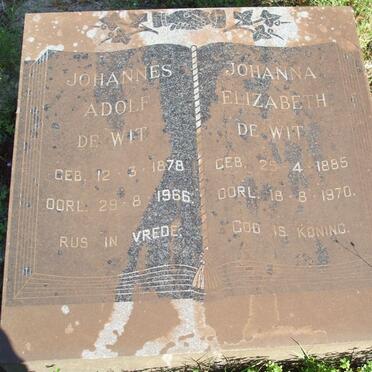 JOHANNES
ADOLF
DE WIT
GEB. 12-3-1878
OORL. 29-8-1966
RUS IN VREDE.
JOHANNA
ELIZABETH
DE WIT
GEB. 25-4-1885
OORL. 18-8-1970.
GOD IS KONING.